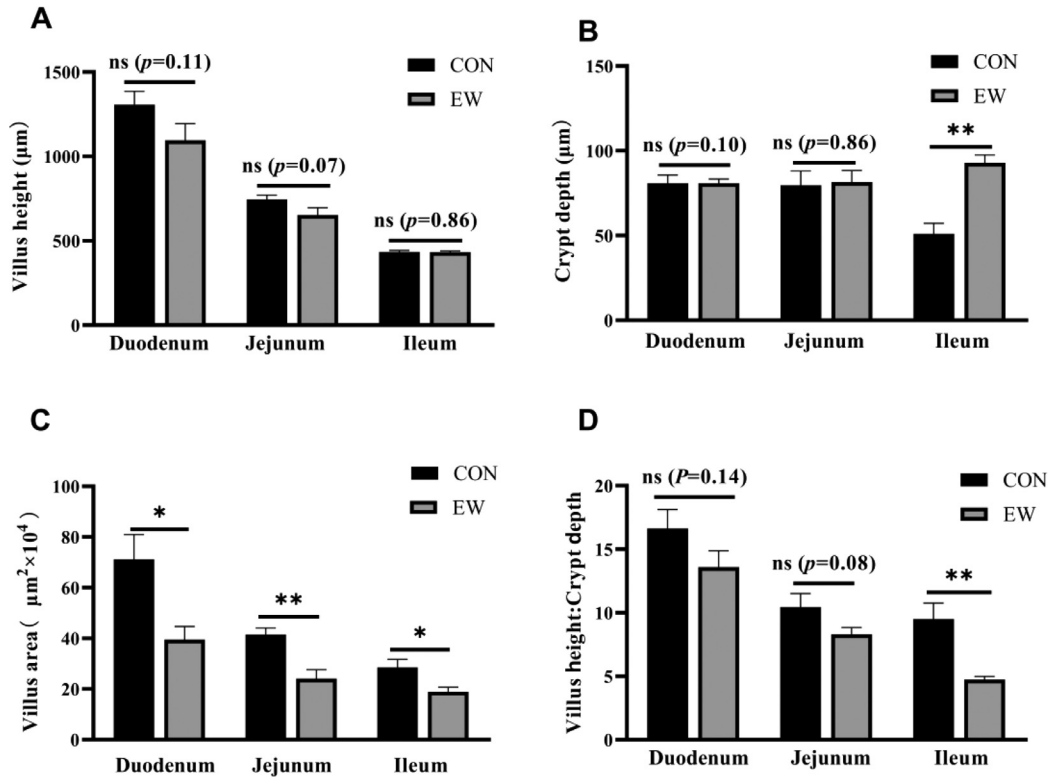 A
ns (p=0.11)
CON
EW
1500
1000
500
0
Villus height (μm)
ns (p=0.07)
ns (p=0.86)
Duodenum Jejunum Ileum
B
CON
EW
150
100
50
0
Crypt depth (μm)
ns (p=0.10)
ns (p=0.86)
**
Duodenum Jejunum Ileum
C
CON
EW
100
80
60
40
20
0
Villus area( μm²×10⁴)
*
**
*
Duodenum Jejunum Ileum
D
ns (P=0.14)
CON
EW
20
15
10
5
0
Villus height:Crypt depth
ns (p=0.08)
**
Duodenum Jejunum Ileum